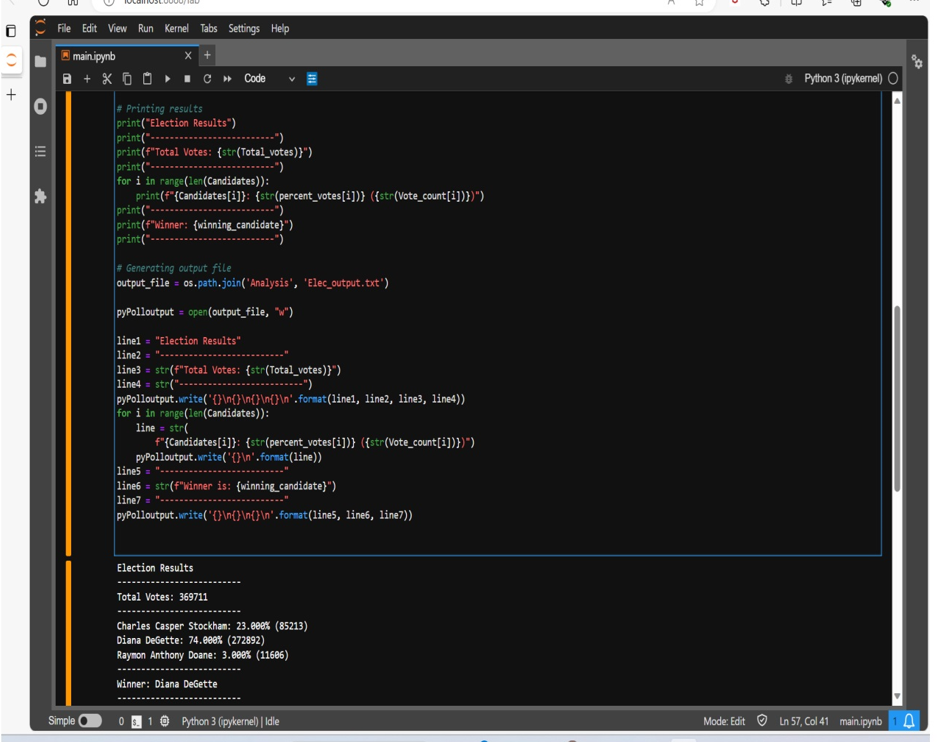 File Edit View Run Kernel Tabs Settings Help
main.ipynb
Code
Python 3 (ipykernel)
# Printing results
print("Election Results")
print("--------------------------")
print(f"Total Votes: {str(Total_votes)}")
print("--------------------------")
for i in range(len(Candidates)):
    print(f"{Candidates[i]}: {str(percent_votes[i])} ({str(Vote_count[i])})")
print("--------------------------")
print(f"Winner: {winning_candidate}")
print("--------------------------")
# Generating output file
output_file = os.path.join('Analysis', 'Elec_output.txt')
pyPolloutput = open(output_file, "w")
line1 = "Election Results"
line2 = "--------------------------"
line3 = str(f"Total Votes: {str(Total_votes)}")
line4 = str("--------------------------")
pyPolloutput.write('{}\n{}\n{}\n{}\n'.format(line1, line2, line3, line4))
for i in range(len(Candidates)):
    line = str(
        f"{Candidates[i]}: {str(percent_votes[i])} ({str(Vote_count[i])})")
    pyPolloutput.write('{}\n'.format(line))
line5 = "--------------------------"
line6 = str(f"Winner is: {winning_candidate}")
line7 = "--------------------------"
pyPolloutput.write('{}\n{}\n{}\n'.format(line5, line6, line7))
Election Results
--------------------------
Total Votes: 369711
--------------------------
Charles Casper Stockham: 23.000% (85213)
Diana DeGette: 74.000% (272892)
Raymon Anthony Doane: 3.000% (11606)
--------------------------
Winner: Diana DeGette
--------------------------
Simple 0 $_ 1 Python 3 (ipykernel) | Idle Mode: Edit Ln 57, Col 41 main.ipynb 1